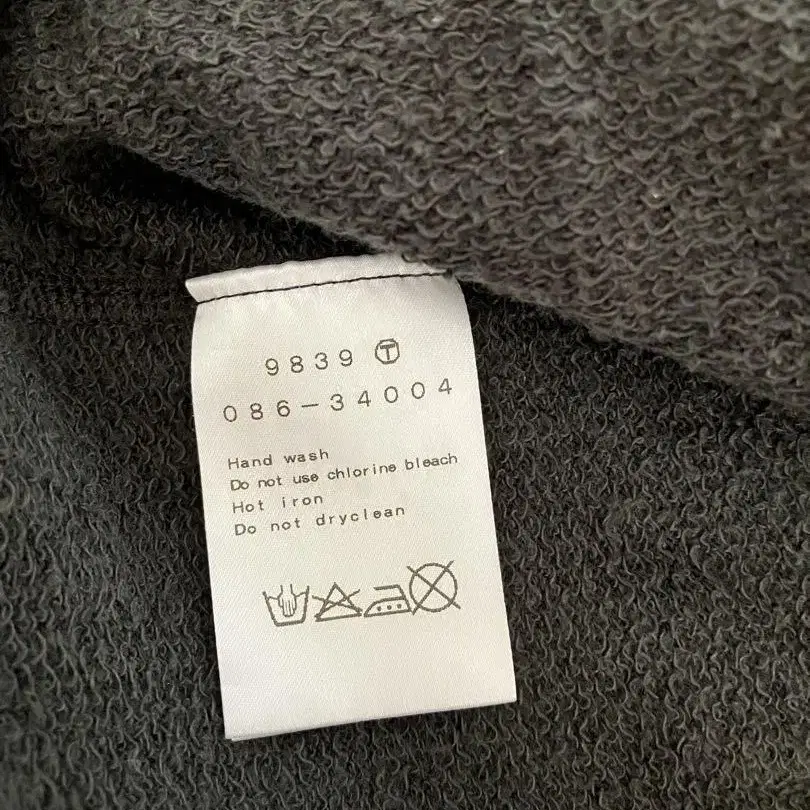 9839 Ⓣ
086-34004
Hand wash
Do not use chlorine bleach
Hot iron
Do not dryclean